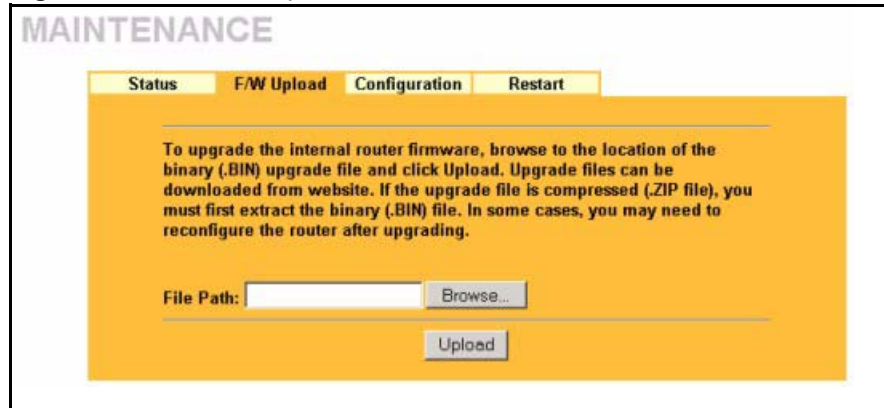 MAINTENANCE
Status F/W Upload Configuration Restart
To upgrade the internal router firmware, browse to the location of the
binary (.BIN) upgrade file and click Upload. Upgrade files can be
downloaded from website. If the upgrade file is compressed (.ZIP file), you
must first extract the binary (.BIN) file. In some cases, you may need to
reconfigure the router after upgrading.
File Path: Browse...
Upload